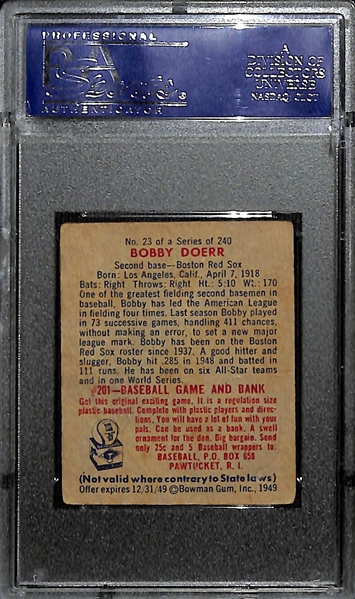 PROFESSIONAL
AUTHENTICATOR
A
DIVISION OF
COLLECTORS
UNIVERSE
NASDAQ: CLCT
No. 23 of a Series of 240
BOBBY DOERR
Second base—Boston Red Sox
Born: Los Angeles, Calif., April 7, 1918
Bats: Right Throws: Right Ht: 5:10 Wt: 170
One of the greatest fielding second basemen in
baseball, Bobby has led the American League
in fielding four times. Last season Bobby played
in 73 successive games, handling 411 chances,
without making an error, to set a new major
league mark. Bobby has been on the Boston
Red Sox roster since 1937. A good hitter and
slugger, Bobby hit .285 in 1948 and batted in
111 runs. He has been on six All-Star teams
and in one World Series.
201—BASEBALL GAME AND BANK
Get this original exciting game. It is a regulation size
plastic baseball. Complete with plastic players and direc-
tions. You will have a lot of fun with your
pals. Can be used as a bank. A swell
ornament for the den. Big bargain. Send
only 25c and 5 Baseball wrappers to:
BASEBALL, P.O. BOX 650
PAWTUCKET, R. I.
(Not valid where contrary to State laws)
Offer expires 12/31/49 ©Bowman Gum, Inc., 1949